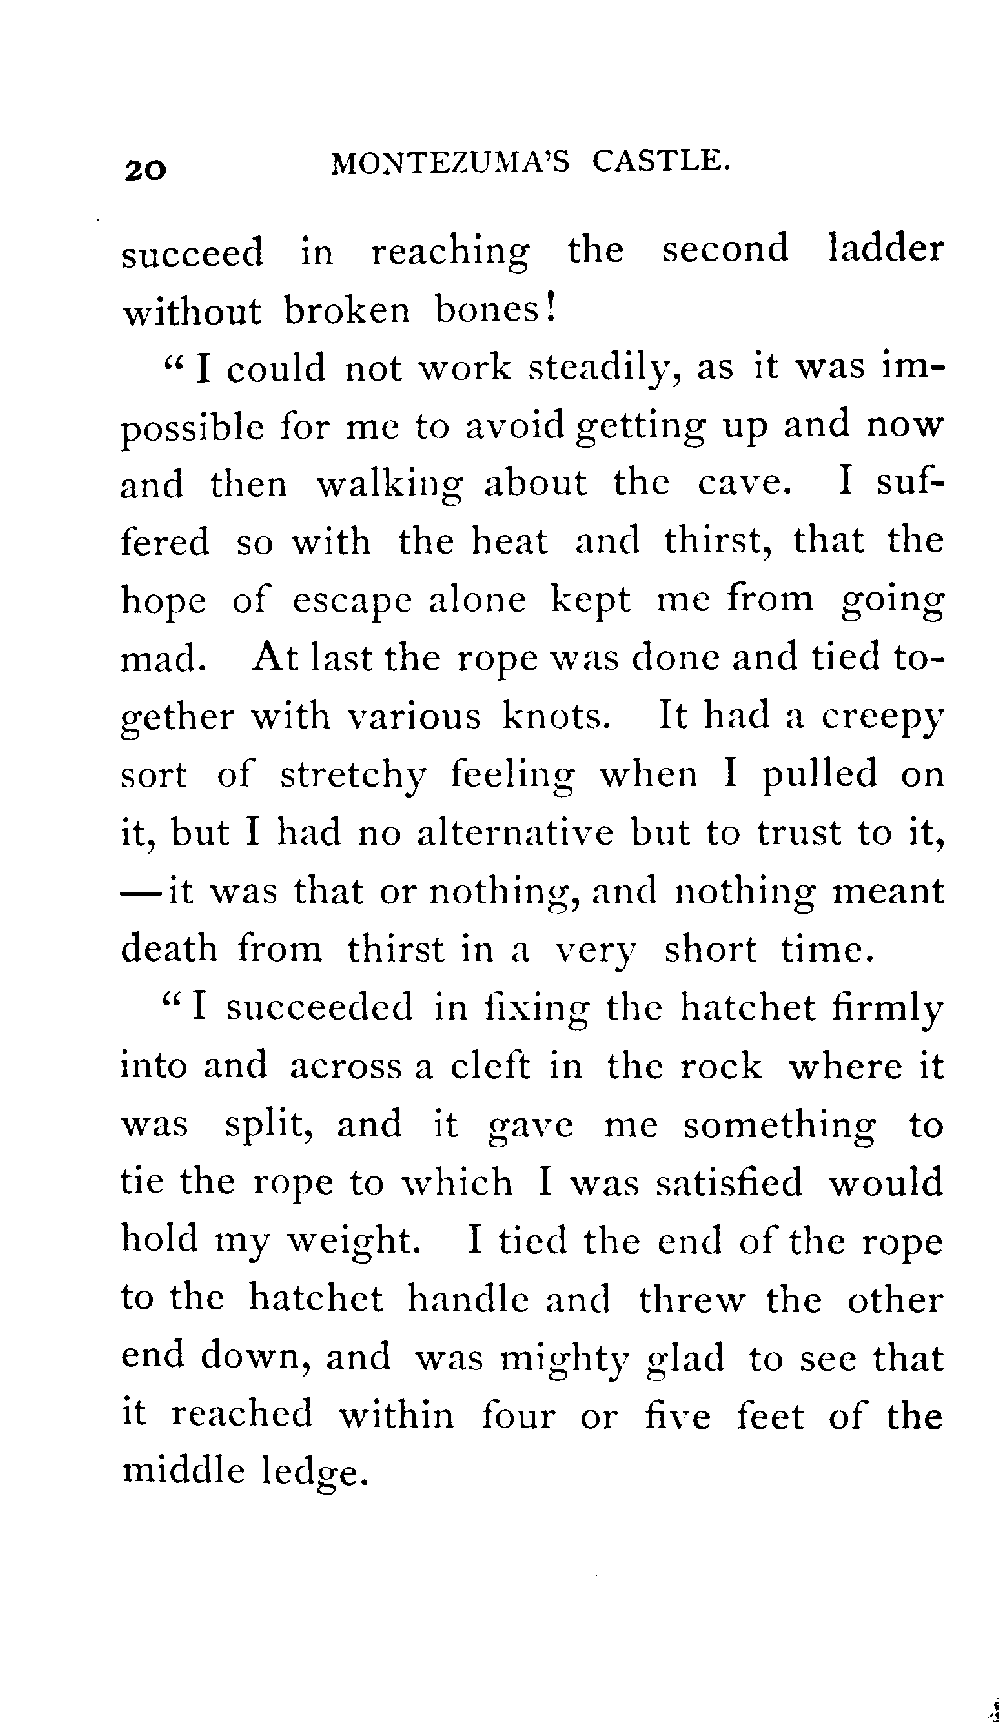 20 MONTEZUMA'S CASTLE.
succeed in reaching the second ladder
without broken bones!
“ I could not work steadily, as it was im-
possible for me to avoid getting up and now
and then walking about the cave. I suf-
fered so with the heat and thirst, that the
hope of escape alone kept me from going
mad. At last the rope was done and tied to-
gether with various knots. It had a creepy
sort of stretchy feeling when I pulled on
it, but I had no alternative but to trust to it,
—it was that or nothing, and nothing meant
death from thirst in a very short time.
“ I succeeded in fixing the hatchet firmly
into and across a cleft in the rock where it
was split, and it gave me something to
tie the rope to which I was satisfied would
hold my weight. I tied the end of the rope
to the hatchet handle and threw the other
end down, and was mighty glad to see that
it reached within four or five feet of the
middle ledge.